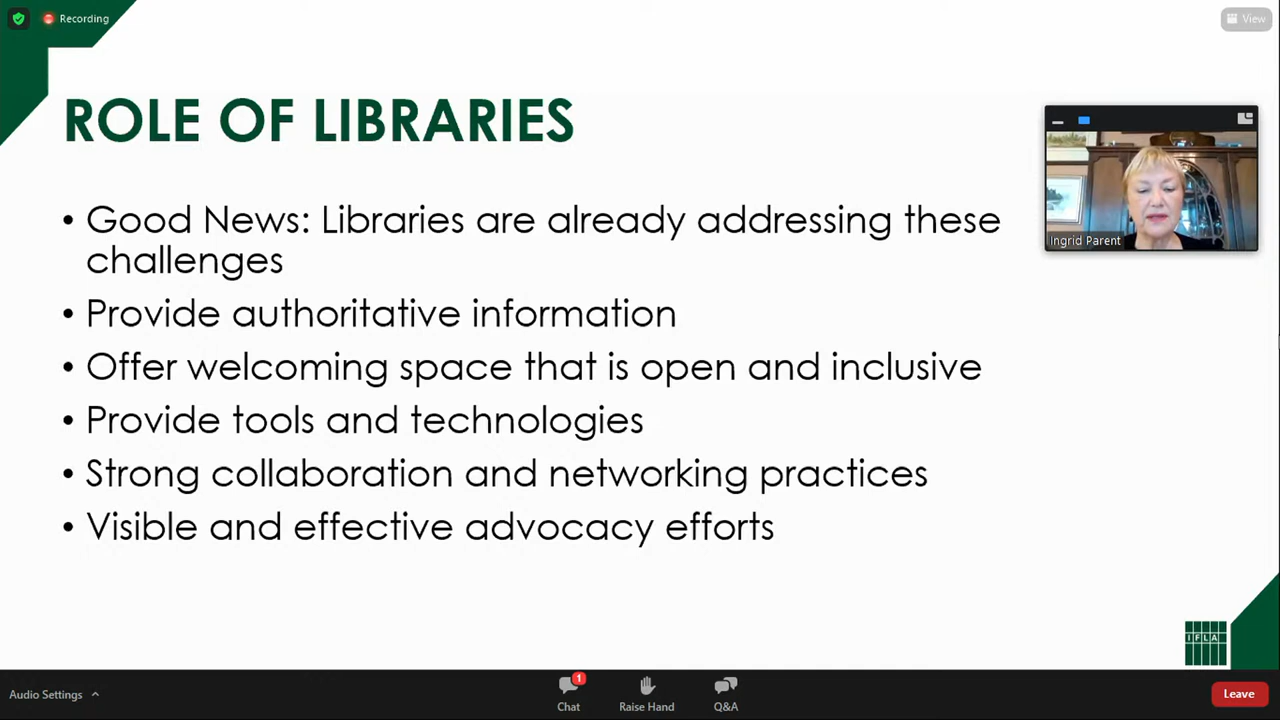 Recording
View
ROLE OF LIBRARIES
Ingrid Parent
• Good News: Libraries are already addressing these
challenges
• Provide authoritative information
• Offer welcoming space that is open and inclusive
• Provide tools and technologies
• Strong collaboration and networking practices
• Visible and effective advocacy efforts
IFLA
Audio Settings
1
Chat
Raise Hand
Q&A
Leave